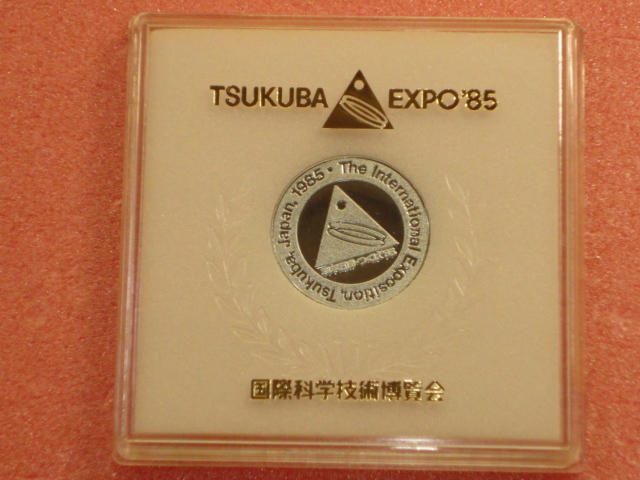 TSUKUBA EXPO'85
The International Exposition, Tsukuba, Japan, 1985・
国際科学技術博覧会